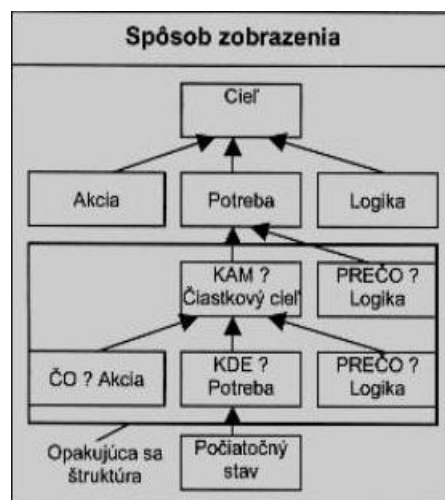 Spôsob zobrazenia
Cieľ
Akcia
Potreba
Logika
KAM ?
Čiastkový cieľ
PREČO ?
Logika
ČO ? Akcia
KDE ?
Potreba
PREČO ?
Logika
Opakujúca sa
štruktúra
Počiatočný
stav